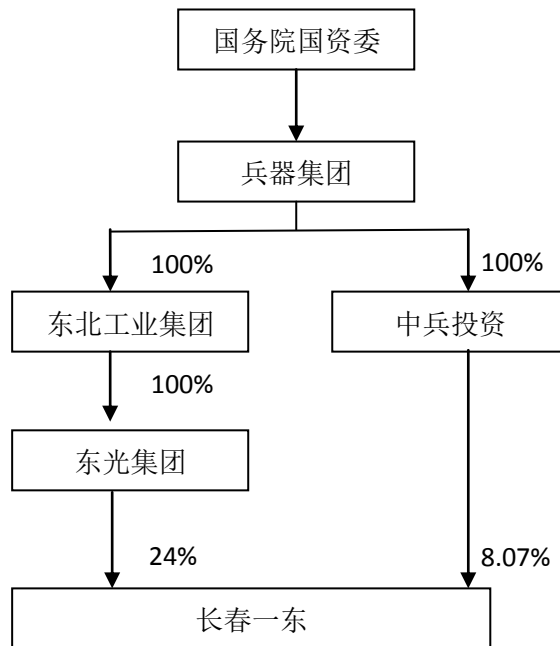 国务院国资委
兵器集团
100%
100%
东北工业集团
中兵投资
100%
东光集团
24%
8.07%
长春一东